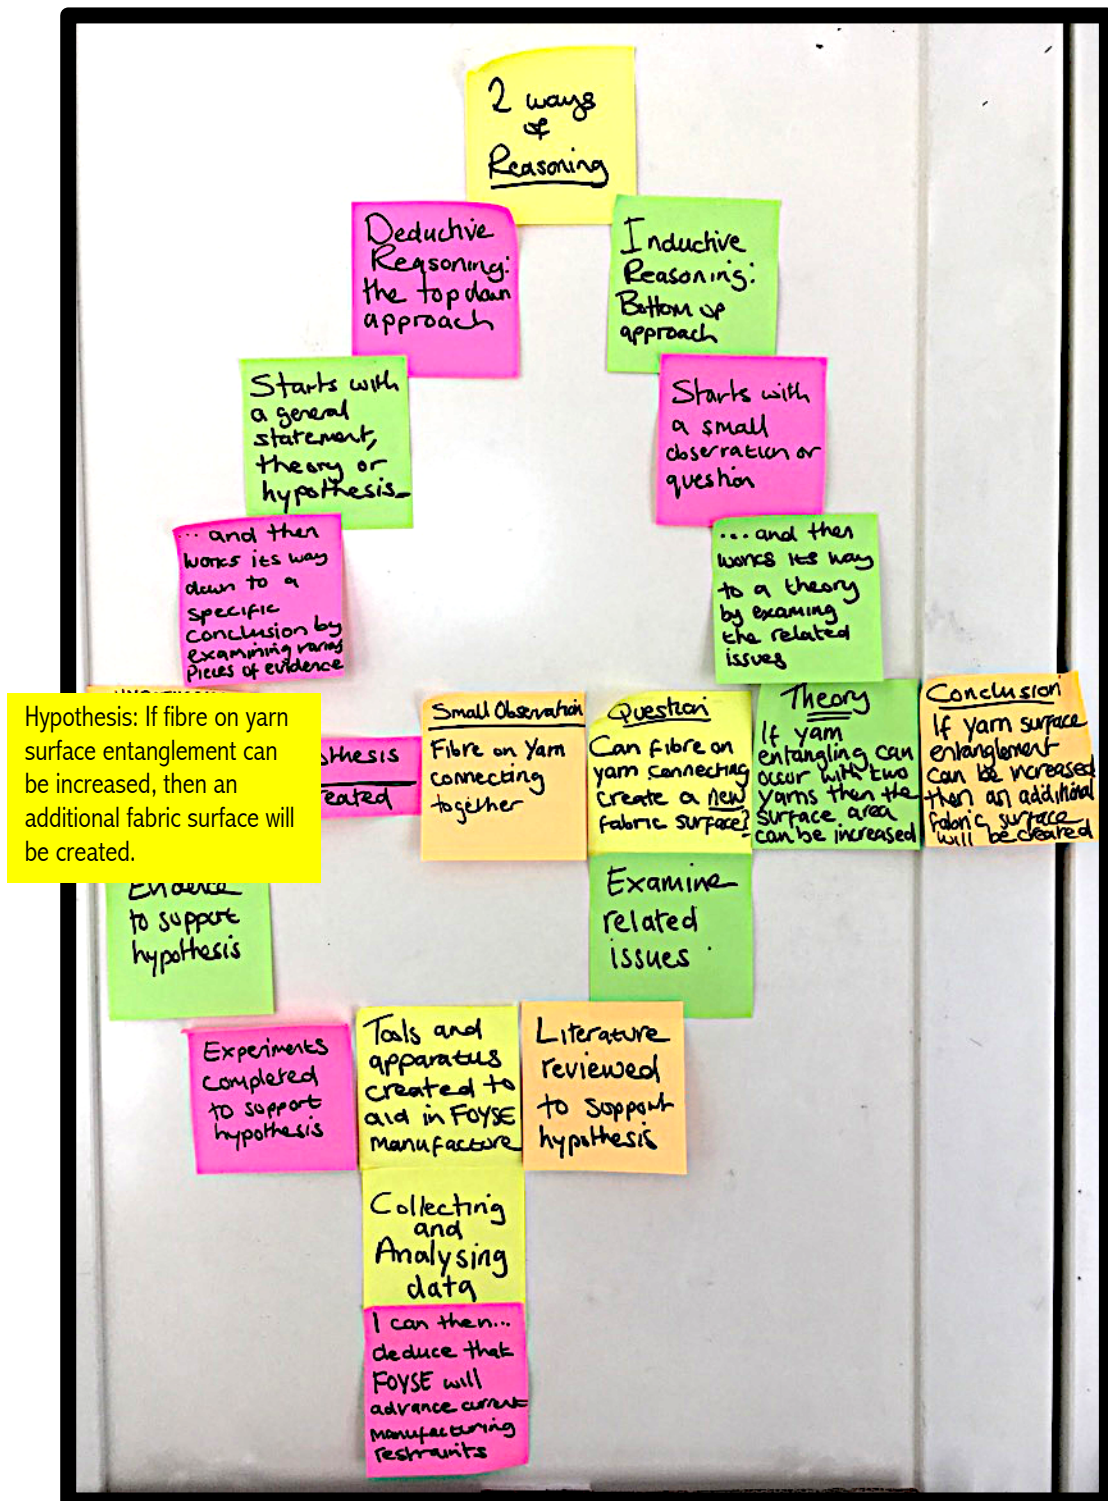 2 ways
of
Reasoning
Deductive
Reasoning:
the top down
approach
Inductive
Reasoning:
Bottom up
approach
Starts with
a general
statement,
theory or
hypothesis
Starts with
a small
observation or
question
... and then
works its way
down to a
specific
conclusion by
examining various
pieces of evidence
... and then
works its way
to a theory
by examing
the related
issues
Hypothesis: If fibre on yarn
surface entanglement can
be increased, then an
additional fabric surface will
be created.
Small Observation
Fibre on Yarn
connecting
together
Question
Can fibre on
yarn connecting
create a new
fabric surface?
Theory
If yarn
entangling can
occur with two
yarns then the
surface area
can be increased
Conclusion
If yarn surface
entanglement
can be increased
then an additional
fabric surface
will be created
Evidence
to support
hypothesis
Examine
related
issues
Experiments
completed
to support
hypothesis
Tools and
apparatus
created to
aid in FOYSE
manufacture
Literature
reviewed
to support
hypothesis
Collecting
and
Analysing
data
I can then...
deduce that
FOYSE will
advance current
manufacturing
restraints